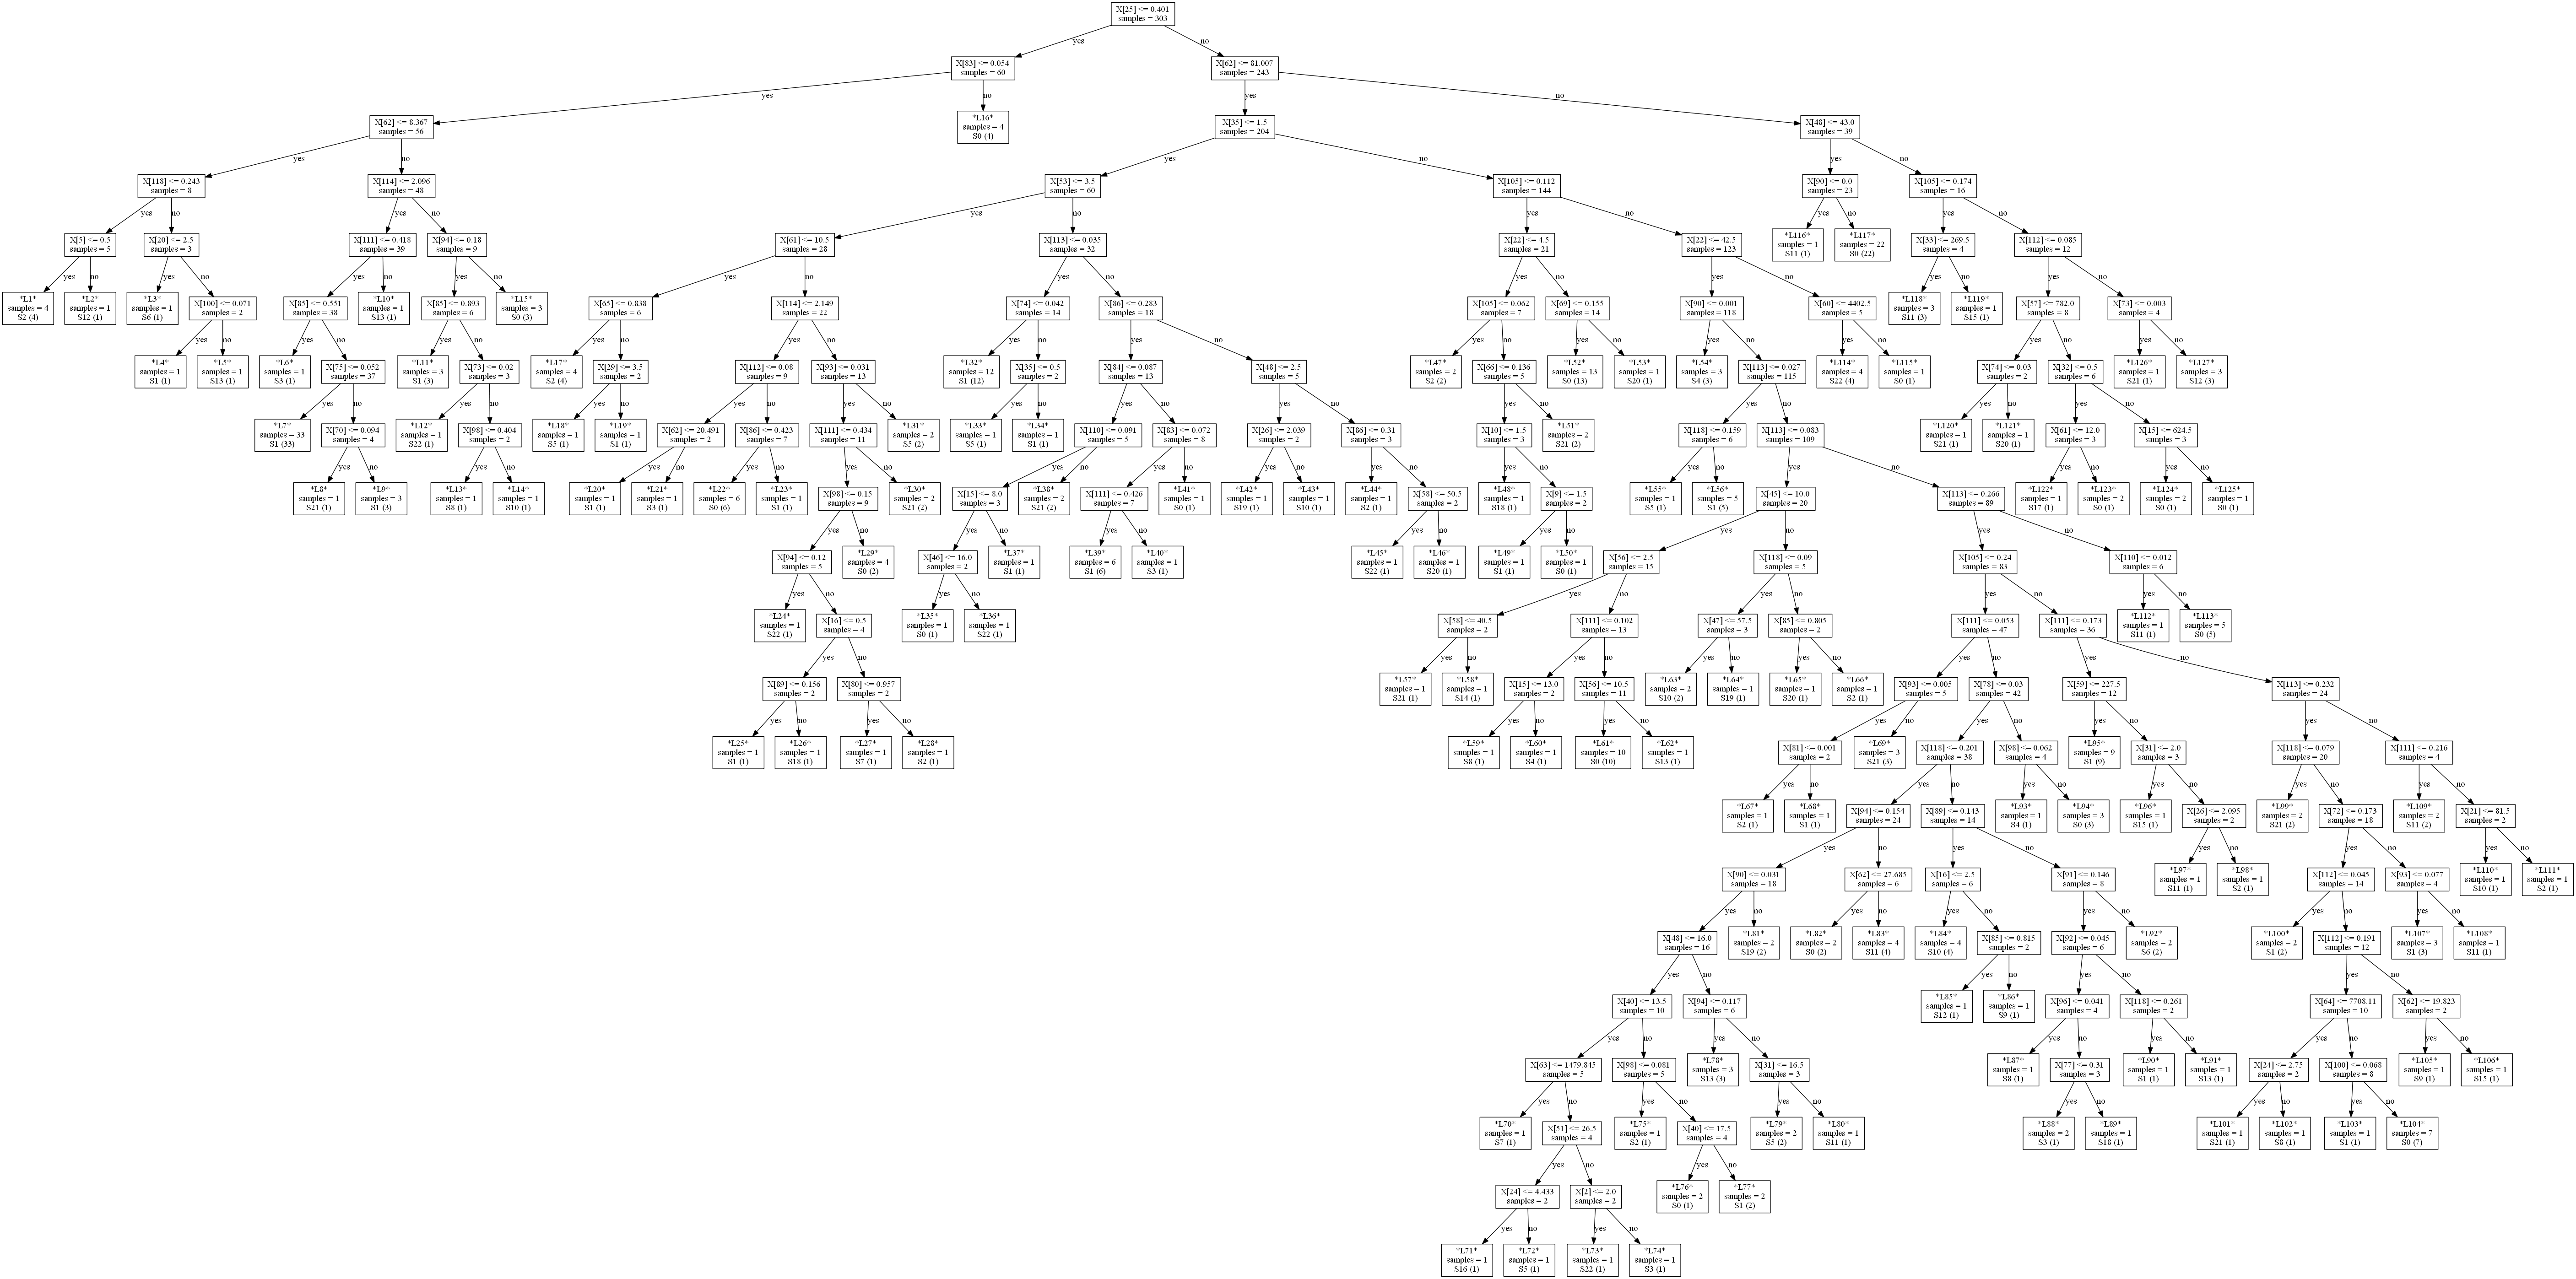 X[25] <= 0.401
samples = 303
yes
no
X[83] <= 0.054
samples = 60
X[62] <= 81.007
samples = 243
yes
no
yes
no
X[62] <= 8.367
samples = 56
*L16*
samples = 4
S0 (4)
X[35] <= 1.5
samples = 204
X[48] <= 43.0
samples = 39
yes
no
yes
no
yes
no
X[118] <= 0.243
samples = 8
X[114] <= 2.096
samples = 48
X[53] <= 3.5
samples = 60
X[105] <= 0.112
samples = 144
X[90] <= 0.0
samples = 23
X[105] <= 0.174
samples = 16
yes
no
yes
no
yes
no
yes
no
yes
no
yes
no
X[5] <= 0.5
samples = 5
X[20] <= 2.5
samples = 3
X[111] <= 0.418
samples = 39
X[94] <= 0.18
samples = 9
X[61] <= 10.5
samples = 28
X[113] <= 0.035
samples = 32
X[22] <= 4.5
samples = 21
X[22] <= 42.5
samples = 123
*L116*
samples = 1
S11 (1)
*L117*
samples = 22
S0 (22)
X[33] <= 269.5
samples = 4
X[112] <= 0.085
samples = 12
yes
no
yes
no
yes
no
yes
no
yes
no
yes
no
yes
no
yes
no
yes
no
yes
no
*L1*
samples = 4
S2 (4)
*L2*
samples = 1
S12 (1)
*L3*
samples = 1
S6 (1)
X[100] <= 0.071
samples = 2
X[85] <= 0.551
samples = 38
*L10*
samples = 1
S13 (1)
X[85] <= 0.893
samples = 6
*L15*
samples = 3
S0 (3)
X[65] <= 0.838
samples = 6
X[114] <= 2.149
samples = 22
X[74] <= 0.042
samples = 14
X[86] <= 0.283
samples = 18
X[105] <= 0.062
samples = 7
X[69] <= 0.155
samples = 14
X[90] <= 0.001
samples = 118
X[60] <= 4402.5
samples = 5
*L118*
samples = 3
S11 (3)
*L119*
samples = 1
S15 (1)
X[57] <= 782.0
samples = 8
X[73] <= 0.003
samples = 4
yes
no
yes
no
yes
no
yes
no
yes
no
yes
no
yes
no
yes
no
yes
no
yes
no
yes
no
yes
no
yes
no
*L4*
samples = 1
S1 (1)
*L5*
samples = 1
S13 (1)
*L6*
samples = 1
S3 (1)
X[75] <= 0.052
samples = 37
*L11*
samples = 3
S1 (3)
X[73] <= 0.02
samples = 3
*L17*
samples = 4
S2 (4)
X[29] <= 3.5
samples = 2
X[112] <= 0.08
samples = 9
X[93] <= 0.031
samples = 13
*L32*
samples = 12
S1 (12)
X[35] <= 0.5
samples = 2
X[84] <= 0.087
samples = 13
X[48] <= 2.5
samples = 5
*L47*
samples = 2
S2 (2)
X[66] <= 0.136
samples = 5
*L52*
samples = 13
S0 (13)
*L53*
samples = 1
S20 (1)
*L54*
samples = 3
S4 (3)
X[113] <= 0.027
samples = 115
*L114*
samples = 4
S22 (4)
*L115*
samples = 1
S0 (1)
X[74] <= 0.03
samples = 2
X[32] <= 0.5
samples = 6
*L126*
samples = 1
S21 (1)
*L127*
samples = 3
S12 (3)
yes
no
yes
no
yes
no
yes
no
yes
no
yes
no
yes
no
yes
no
yes
no
yes
no
yes
no
yes
no
*L7*
samples = 33
S1 (33)
X[70] <= 0.094
samples = 4
*L12*
samples = 1
S22 (1)
X[98] <= 0.404
samples = 2
*L18*
samples = 1
S5 (1)
*L19*
samples = 1
S1 (1)
X[62] <= 20.491
samples = 2
X[86] <= 0.423
samples = 7
X[111] <= 0.434
samples = 11
*L31*
samples = 2
S5 (2)
*L33*
samples = 1
S5 (1)
*L34*
samples = 1
S1 (1)
X[110] <= 0.091
samples = 5
X[83] <= 0.072
samples = 8
X[26] <= 2.039
samples = 2
X[86] <= 0.31
samples = 3
X[10] <= 1.5
samples = 3
*L51*
samples = 2
S21 (2)
X[118] <= 0.159
samples = 6
X[113] <= 0.083
samples = 109
*L120*
samples = 1
S21 (1)
*L121*
samples = 1
S20 (1)
X[61] <= 12.0
samples = 3
X[15] <= 624.5
samples = 3
yes
no
yes
no
yes
no
yes
no
yes
no
yes
no
yes
no
yes
no
yes
no
yes
no
yes
no
yes
no
yes
no
yes
no
*L8*
samples = 1
S21 (1)
*L9*
samples = 3
S1 (3)
*L13*
samples = 1
S8 (1)
*L14*
samples = 1
S10 (1)
*L20*
samples = 1
S1 (1)
*L21*
samples = 1
S3 (1)
*L22*
samples = 6
S0 (6)
*L23*
samples = 1
S1 (1)
X[98] <= 0.15
samples = 9
*L30*
samples = 2
S21 (2)
X[15] <= 8.0
samples = 3
*L38*
samples = 2
S21 (2)
X[111] <= 0.426
samples = 7
*L41*
samples = 1
S0 (1)
*L42*
samples = 1
S19 (1)
*L43*
samples = 1
S10 (1)
*L44*
samples = 1
S2 (1)
X[58] <= 50.5
samples = 2
*L48*
samples = 1
S18 (1)
X[9] <= 1.5
samples = 2
*L55*
samples = 1
S5 (1)
*L56*
samples = 5
S1 (5)
X[45] <= 10.0
samples = 20
X[113] <= 0.266
samples = 89
*L122*
samples = 1
S17 (1)
*L123*
samples = 2
S0 (1)
*L124*
samples = 2
S0 (1)
*L125*
samples = 1
S0 (1)
yes
no
yes
no
yes
no
yes
no
yes
no
yes
no
yes
no
X[94] <= 0.12
samples = 5
*L29*
samples = 4
S0 (2)
X[46] <= 16.0
samples = 2
*L37*
samples = 1
S1 (1)
*L39*
samples = 6
S1 (6)
*L40*
samples = 1
S3 (1)
*L45*
samples = 1
S22 (1)
*L46*
samples = 1
S20 (1)
*L49*
samples = 1
S1 (1)
*L50*
samples = 1
S0 (1)
X[56] <= 2.5
samples = 15
X[118] <= 0.09
samples = 5
X[105] <= 0.24
samples = 83
X[110] <= 0.012
samples = 6
yes
no
yes
no
yes
no
yes
no
yes
no
yes
no
*L24*
samples = 1
S22 (1)
X[16] <= 0.5
samples = 4
*L35*
samples = 1
S0 (1)
*L36*
samples = 1
S22 (1)
X[58] <= 40.5
samples = 2
X[111] <= 0.102
samples = 13
X[47] <= 57.5
samples = 3
X[85] <= 0.805
samples = 2
X[111] <= 0.053
samples = 47
X[111] <= 0.173
samples = 36
*L112*
samples = 1
S11 (1)
*L113*
samples = 5
S0 (5)
yes
no
yes
no
yes
no
yes
no
yes
no
yes
no
yes
no
X[89] <= 0.156
samples = 2
X[80] <= 0.957
samples = 2
*L57*
samples = 1
S21 (1)
*L58*
samples = 1
S14 (1)
X[15] <= 13.0
samples = 2
X[56] <= 10.5
samples = 11
*L63*
samples = 2
S10 (2)
*L64*
samples = 1
S19 (1)
*L65*
samples = 1
S20 (1)
*L66*
samples = 1
S2 (1)
X[93] <= 0.005
samples = 5
X[78] <= 0.03
samples = 42
X[59] <= 227.5
samples = 12
X[113] <= 0.232
samples = 24
yes
no
yes
no
yes
no
yes
no
yes
no
yes
no
yes
no
yes
no
*L25*
samples = 1
S1 (1)
*L26*
samples = 1
S18 (1)
*L27*
samples = 1
S7 (1)
*L28*
samples = 1
S2 (1)
*L59*
samples = 1
S8 (1)
*L60*
samples = 1
S4 (1)
*L61*
samples = 10
S0 (10)
*L62*
samples = 1
S13 (1)
X[81] <= 0.001
samples = 2
*L69*
samples = 3
S21 (3)
X[118] <= 0.201
samples = 38
X[98] <= 0.062
samples = 4
*L95*
samples = 9
S1 (9)
X[31] <= 2.0
samples = 3
X[118] <= 0.079
samples = 20
X[111] <= 0.216
samples = 4
yes
no
yes
no
yes
no
yes
no
yes
no
yes
no
*L67*
samples = 1
S2 (1)
*L68*
samples = 1
S1 (1)
X[94] <= 0.154
samples = 24
X[89] <= 0.143
samples = 14
*L93*
samples = 1
S4 (1)
*L94*
samples = 3
S0 (3)
*L96*
samples = 1
S15 (1)
X[26] <= 2.095
samples = 2
*L99*
samples = 2
S21 (2)
X[72] <= 0.173
samples = 18
*L109*
samples = 2
S11 (2)
X[21] <= 81.5
samples = 2
yes
no
yes
no
yes
no
yes
no
yes
no
X[90] <= 0.031
samples = 18
X[62] <= 27.685
samples = 6
X[16] <= 2.5
samples = 6
X[91] <= 0.146
samples = 8
*L97*
samples = 1
S11 (1)
*L98*
samples = 1
S2 (1)
X[112] <= 0.045
samples = 14
X[93] <= 0.077
samples = 4
*L110*
samples = 1
S10 (1)
*L111*
samples = 1
S2 (1)
yes
no
yes
no
yes
no
yes
no
yes
no
yes
no
X[48] <= 16.0
samples = 16
*L81*
samples = 2
S19 (2)
*L82*
samples = 2
S0 (2)
*L83*
samples = 4
S11 (4)
*L84*
samples = 4
S10 (4)
X[85] <= 0.815
samples = 2
X[92] <= 0.045
samples = 6
*L92*
samples = 2
S6 (2)
*L100*
samples = 2
S1 (2)
X[112] <= 0.191
samples = 12
*L107*
samples = 3
S1 (3)
*L108*
samples = 1
S11 (1)
yes
no
yes
no
yes
no
yes
no
X[40] <= 13.5
samples = 10
X[94] <= 0.117
samples = 6
*L85*
samples = 1
S12 (1)
*L86*
samples = 1
S9 (1)
X[96] <= 0.041
samples = 4
X[118] <= 0.261
samples = 2
X[64] <= 7708.11
samples = 10
X[62] <= 19.823
samples = 2
yes
no
yes
no
yes
no
yes
no
yes
no
yes
no
X[63] <= 1479.845
samples = 5
X[98] <= 0.081
samples = 5
*L78*
samples = 3
S13 (3)
X[31] <= 16.5
samples = 3
*L87*
samples = 1
S8 (1)
X[77] <= 0.31
samples = 3
*L90*
samples = 1
S1 (1)
*L91*
samples = 1
S13 (1)
X[24] <= 2.75
samples = 2
X[100] <= 0.068
samples = 8
*L105*
samples = 1
S9 (1)
*L106*
samples = 1
S15 (1)
yes
no
yes
no
yes
no
yes
no
yes
no
yes
no
*L70*
samples = 1
S7 (1)
X[51] <= 26.5
samples = 4
*L75*
samples = 1
S2 (1)
X[40] <= 17.5
samples = 4
*L79*
samples = 2
S5 (2)
*L80*
samples = 1
S11 (1)
*L88*
samples = 2
S3 (1)
*L89*
samples = 1
S18 (1)
*L101*
samples = 1
S21 (1)
*L102*
samples = 1
S8 (1)
*L103*
samples = 1
S1 (1)
*L104*
samples = 7
S0 (7)
yes
no
yes
no
X[24] <= 4.433
samples = 2
X[2] <= 2.0
samples = 2
*L76*
samples = 2
S0 (1)
*L77*
samples = 2
S1 (2)
yes
no
yes
no
*L71*
samples = 1
S16 (1)
*L72*
samples = 1
S5 (1)
*L73*
samples = 1
S22 (1)
*L74*
samples = 1
S3 (1)